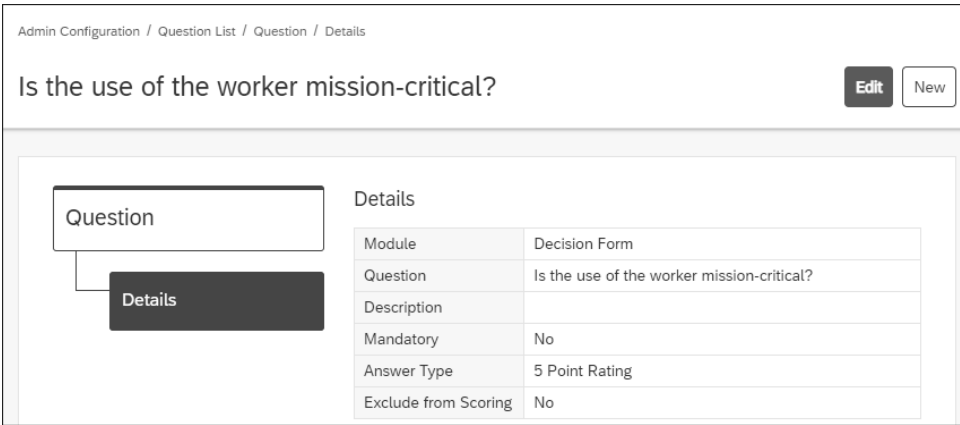 Admin Configuration / Question List / Question / Details
Is the use of the worker mission-critical?
Edit
New
Question
Details
Details
Module Decision Form
Question Is the use of the worker mission-critical?
Description
Mandatory No
Answer Type 5 Point Rating
Exclude from Scoring No